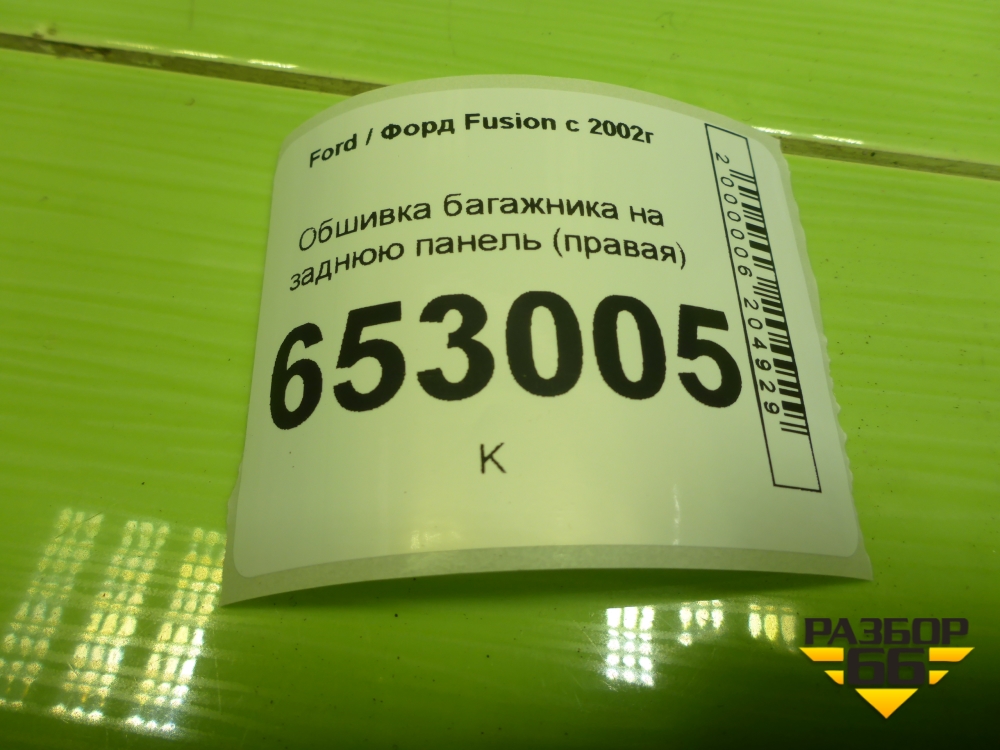 Ford / Форд Fusion с 2002г
Обшивка багажника на
заднюю панель (правая)
653005
К
2000006204929
РАЗБОР
66